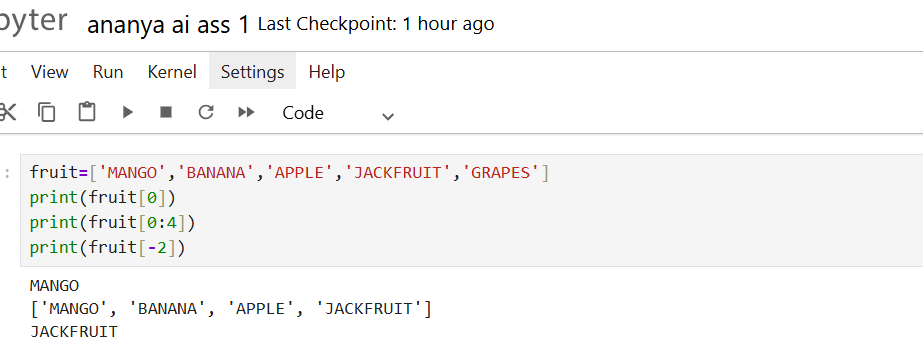 ananya ai ass 1 Last Checkpoint: 1 hour ago
View Run Kernel Settings Help
Code
fruit=['MANGO','BANANA','APPLE','JACKFRUIT','GRAPES']
print(fruit[0])
print(fruit[0:4])
print(fruit[-2])
MANGO
['MANGO', 'BANANA', 'APPLE', 'JACKFRUIT']
JACKFRUIT